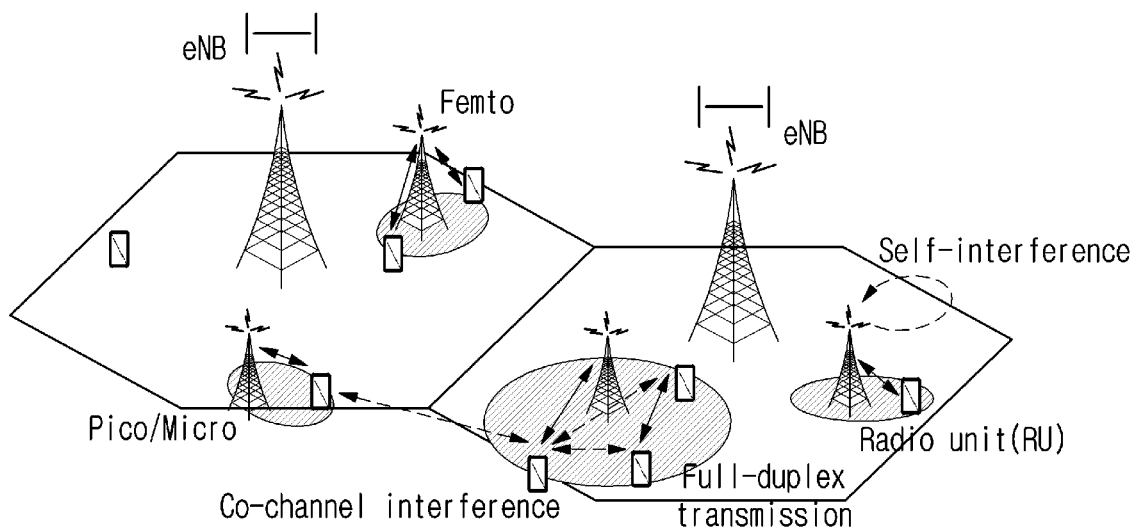 eNB
Femto
eNB
Self-interference
Pico/Micro
Radio unit(RU)
Full-duplex
transmission
Co-channel interference